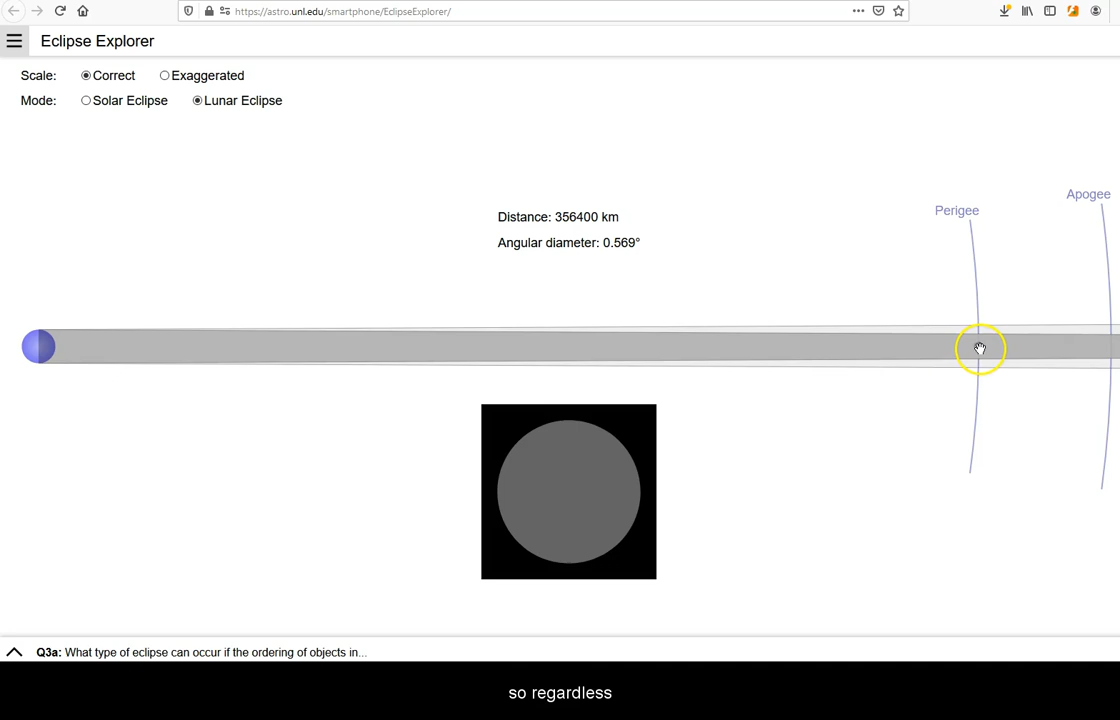 https://astro.unl.edu/smartphone/EclipseExplorer/
Eclipse Explorer
Scale: Correct Exaggerated
Mode: Solar Eclipse Lunar Eclipse
Apogee
Perigee
Distance: 356400 km
Angular diameter: 0.569°
Q3a: What type of eclipse can occur if the ordering of objects in...
so regardless